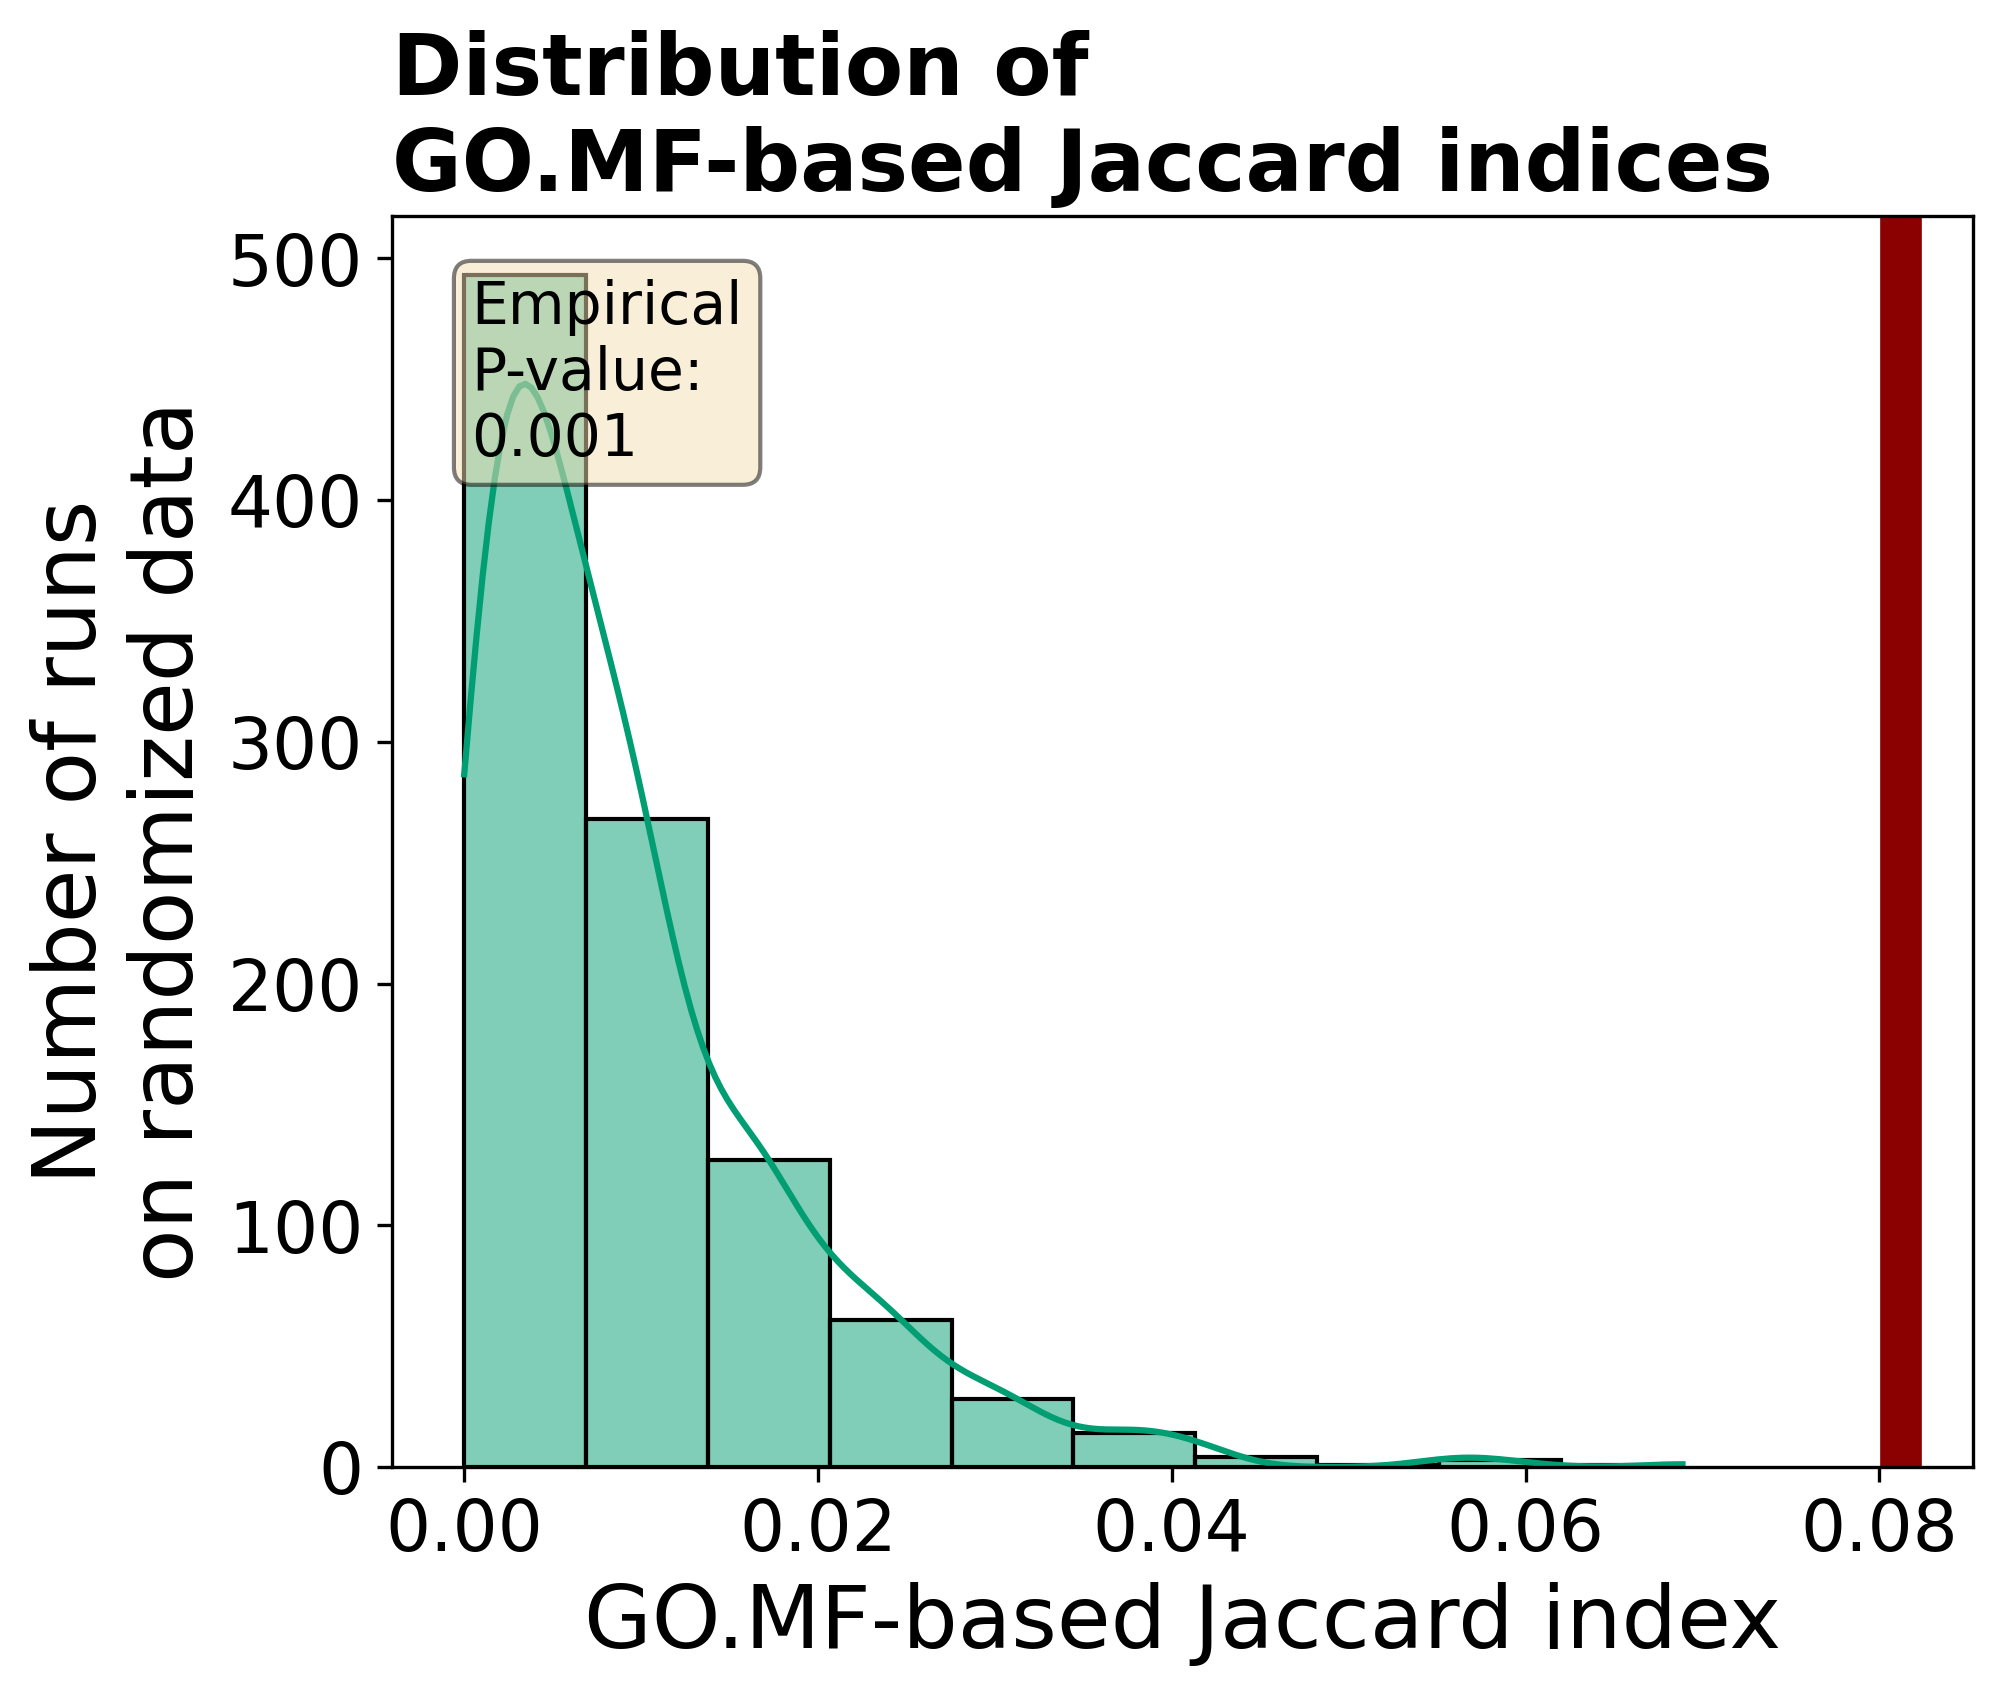 Distribution of
GO.MF-based Jaccard indices
Number of runs
on randomized data
500
400
300
200
100
0
Empirical
P-value:
0.001
0.00
0.02
0.04
0.06
0.08
GO.MF-based Jaccard index